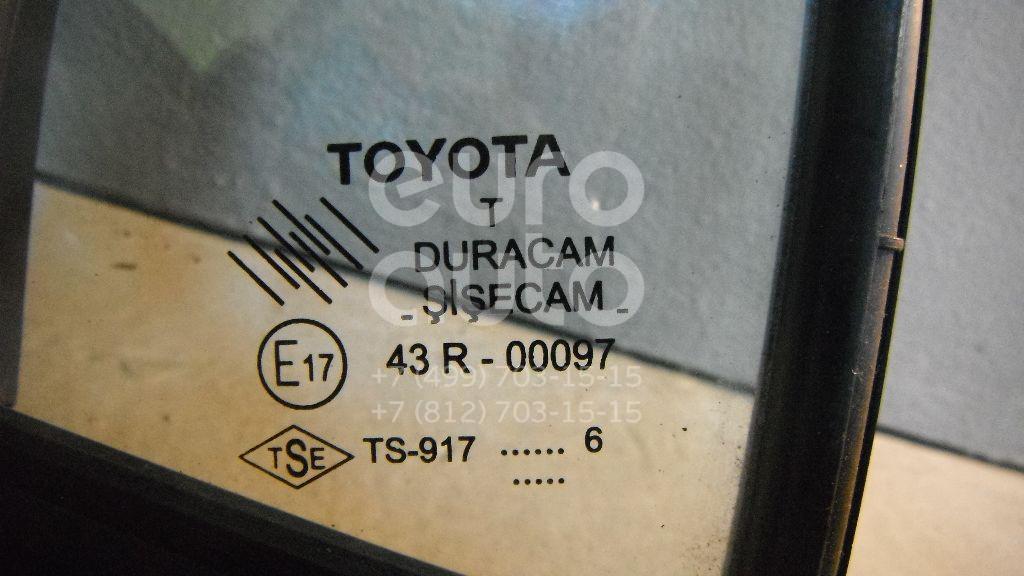 TOYOTA
euro
auto
T
DURACAM
- ŞİŞECAM -
E17 43 R - 00097
+7 (499) 703-15-15
+7 (812) 703-15-15
TSE TS-917 ...... 6
.....